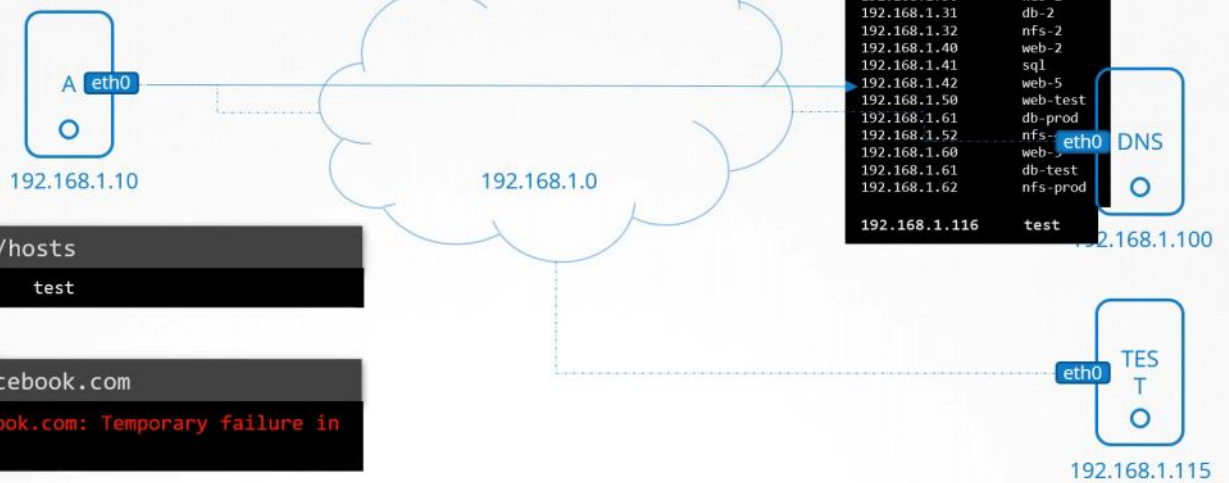 192.168.1.31 db-2
192.168.1.32 nfs-2
192.168.1.40 web-2
192.168.1.41 sql
192.168.1.42 web-5
192.168.1.50 web-test
192.168.1.61 db-prod
192.168.1.52 nfs-
192.168.1.60 web-
192.168.1.61 db-test
192.168.1.62 nfs-prod
192.168.1.116 test
A eth0
192.168.1.10
192.168.1.0
eth0 DNS
2.168.1.100
/hosts
test
cebook.com
ook.com: Temporary failure in
eth0
TES
T
192.168.1.115